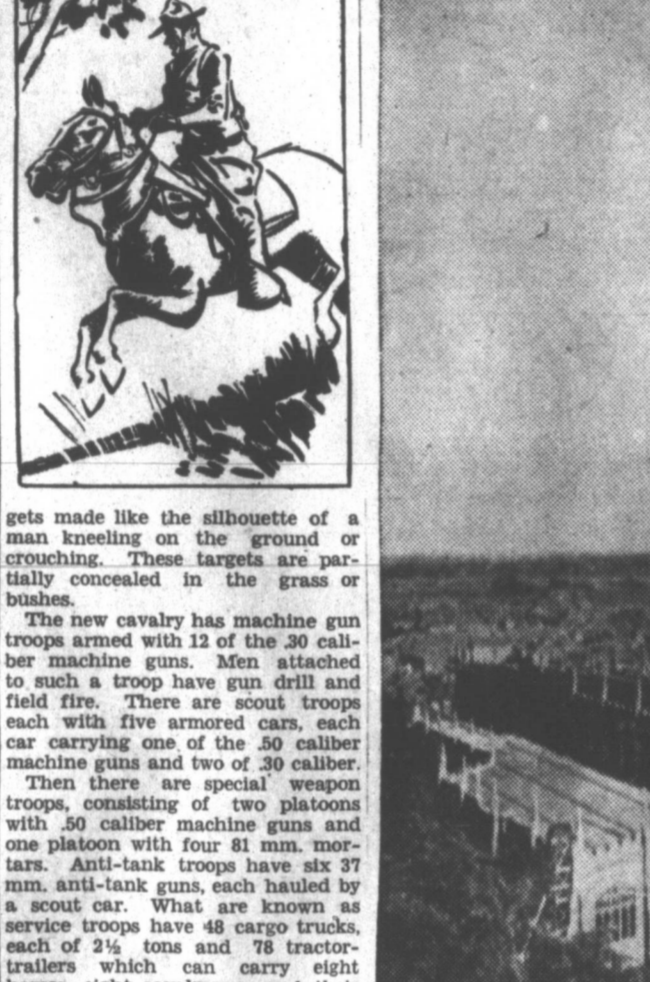 gets made like the silhouette of a
man kneeling on the ground or
crouching. These targets are par-
tially concealed in the grass or
bushes.
The new cavalry has machine gun
troops armed with 12 of the .30 cali-
ber machine guns. Men attached
to such a troop have gun drill and
field fire. There are scout troops
each with five armored cars, each
car carrying one of the .50 caliber
machine guns and two of .30 caliber.
Then there are special weapon
troops, consisting of two platoons
with .50 caliber machine guns and
one platoon with four 81 mm. mor-
tars. Anti-tank troops have six 37
mm. anti-tank guns, each hauled by
a scout car. What are known as
service troops have 48 cargo trucks,
each of 2½ tons and 78 tractor-
trailers which can carry eight